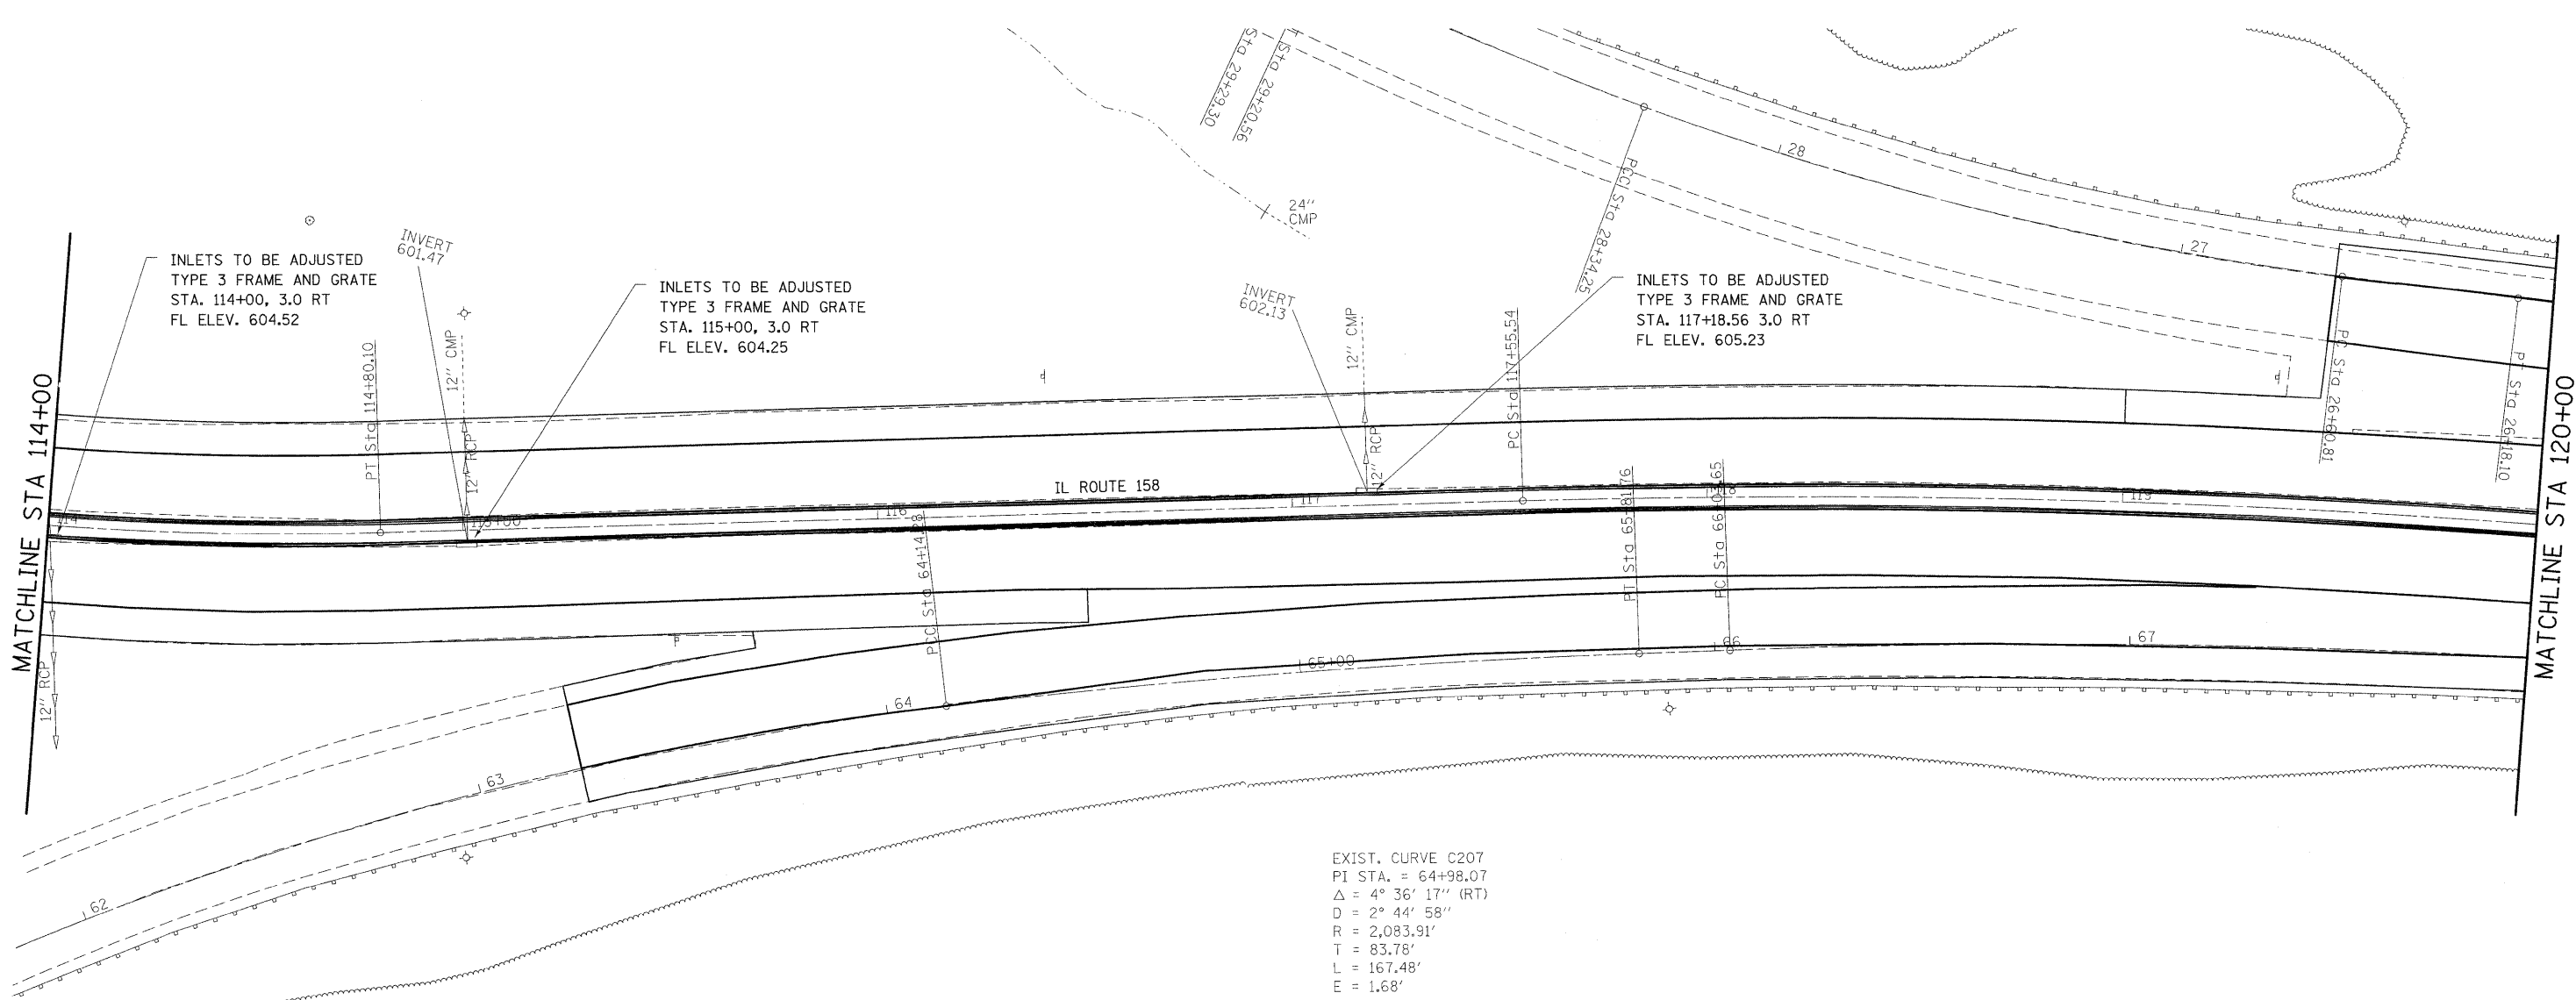 Sta 29+29.30
Sta 29+20.56
28
PCC Sta 28+34.25
24"
CMP
27
INVERT
601.47
INLETS TO BE ADJUSTED
TYPE 3 FRAME AND GRATE
STA. 114+00, 3.0 RT
FL ELEV. 604.52
INLETS TO BE ADJUSTED
TYPE 3 FRAME AND GRATE
STA. 115+00, 3.0 RT
FL ELEV. 604.25
INVERT
602.13
INLETS TO BE ADJUSTED
TYPE 3 FRAME AND GRATE
STA. 117+18.56 3.0 RT
FL ELEV. 605.23
MATCHLINE STA 114+00
PT Sta 114+80.10
12" CMP
12" RCP
12" CMP
12" RCP
PC Sta 117+55.54
PC Sta 26+60.81
Sta 26+18.10
MATCHLINE STA 120+00
IL ROUTE 158
114
115+00
116
117
118
119
PCC Sta 64+14.29
PT Sta 65+81.76
12" RCP
62
63
64
65+00
66
67
EXIST. CURVE C207
PI STA. = 64+98.07
Δ = 4° 36' 17" (RT)
D = 2° 44' 58"
R = 2,083.91'
T = 83.78'
L = 167.48'
E = 1.68'